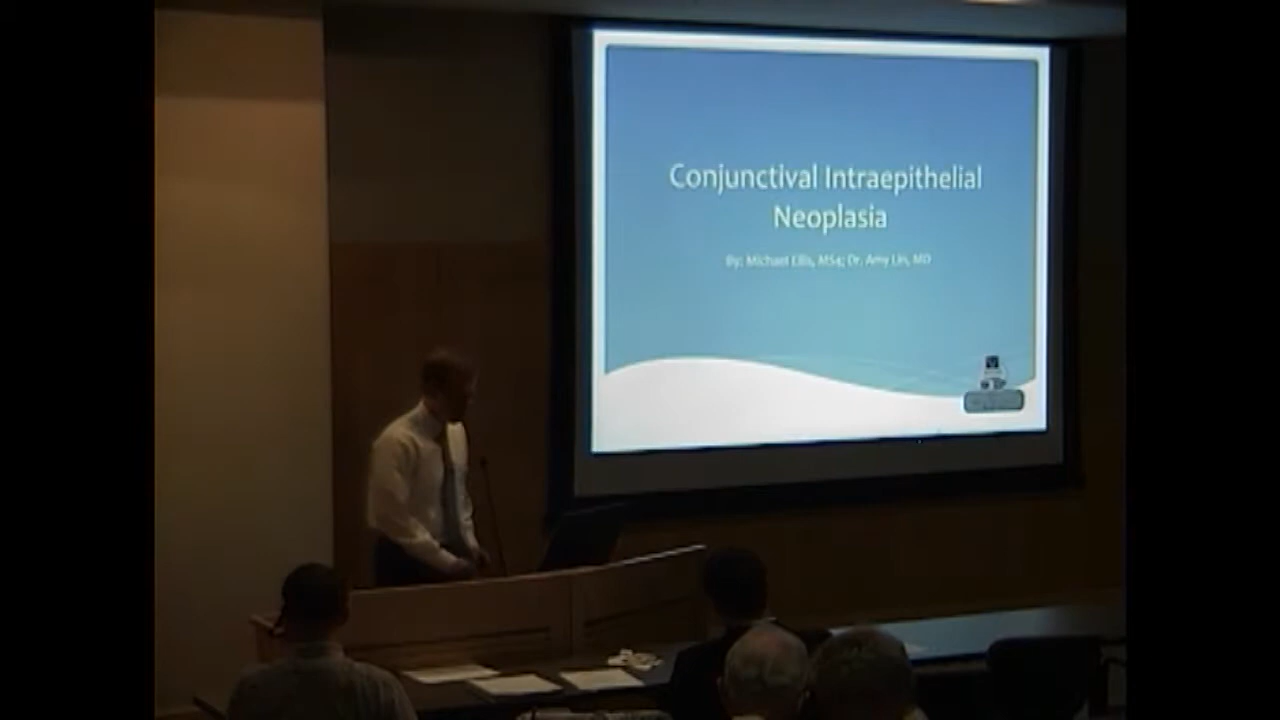 Conjunctival Intraepithelial
Neoplasia
By: Michael Ellis, MS4; Dr. Amy Lin, MD